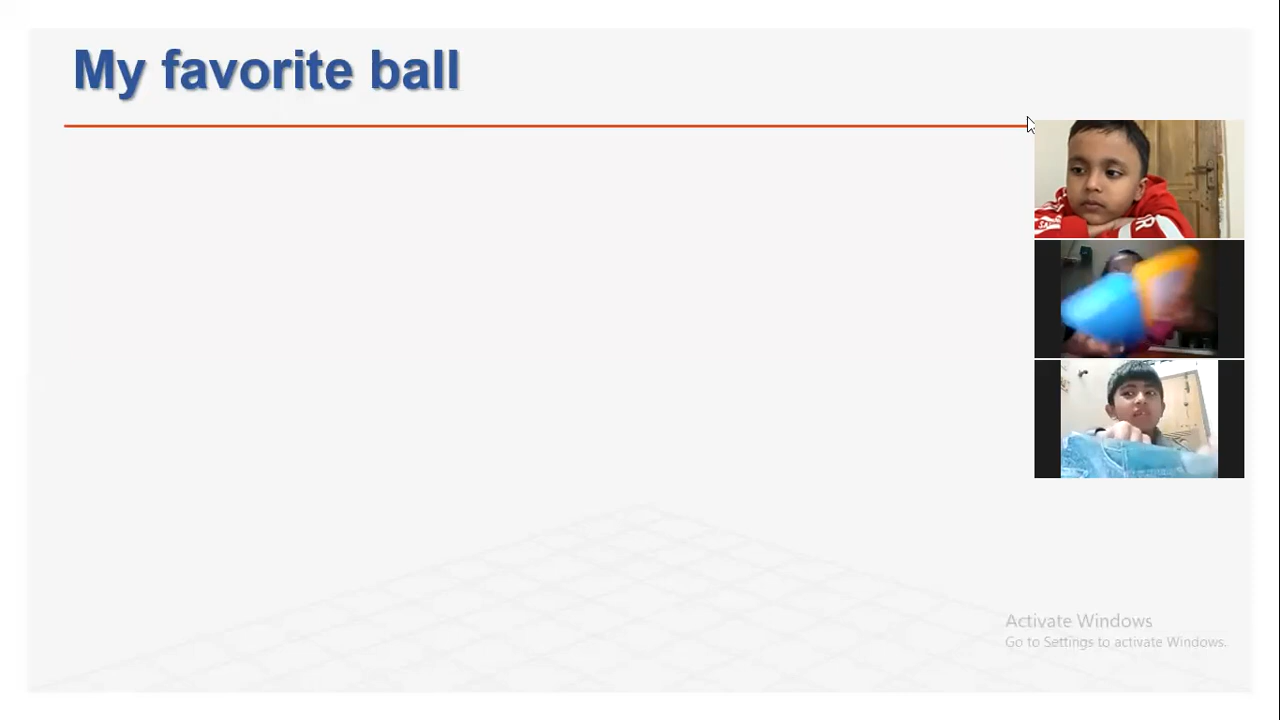 My favorite ball
Activate Windows
Go to Settings to activate Windows.